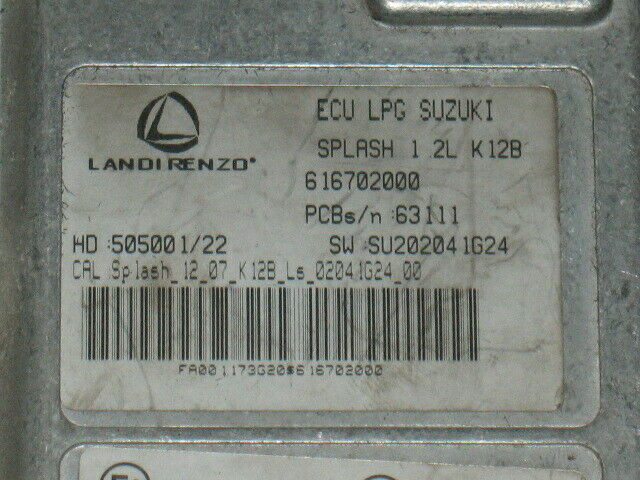 LANDIRENZO®
ECU LPG SUZUKI
SPLASH 1.2L K12B
616702000
PCBs/n :63111
HD :505001/22
SW :SU202041G24
CAL :Splash_12_07_K12B_Ls_02041G24_00
FA001173G20$616702000